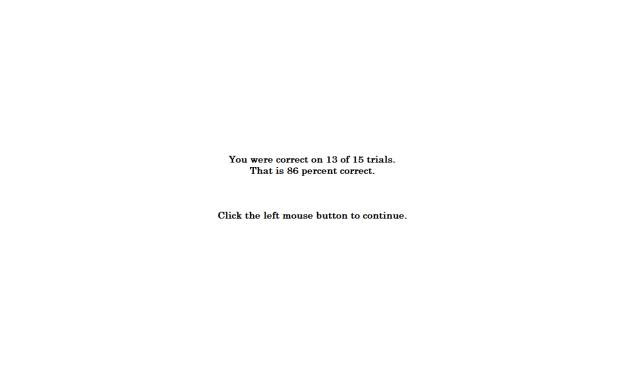 You were correct on 13 of 15 trials.
That is 86 percent correct.
Click the left mouse button to continue.